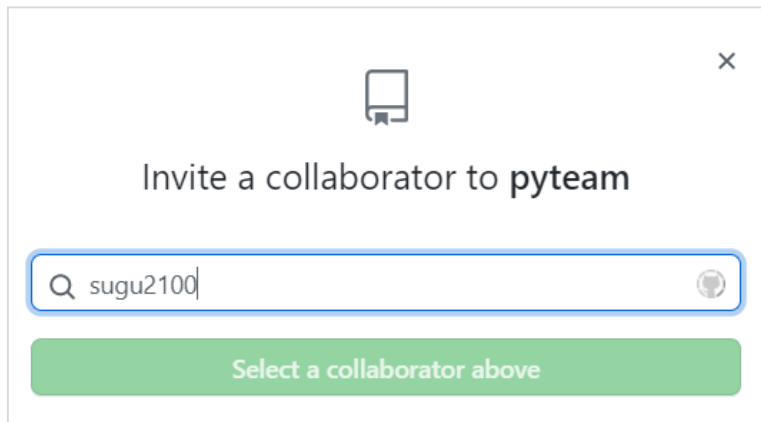 Invite a collaborator to pyteam
sugu2100
Select a collaborator above